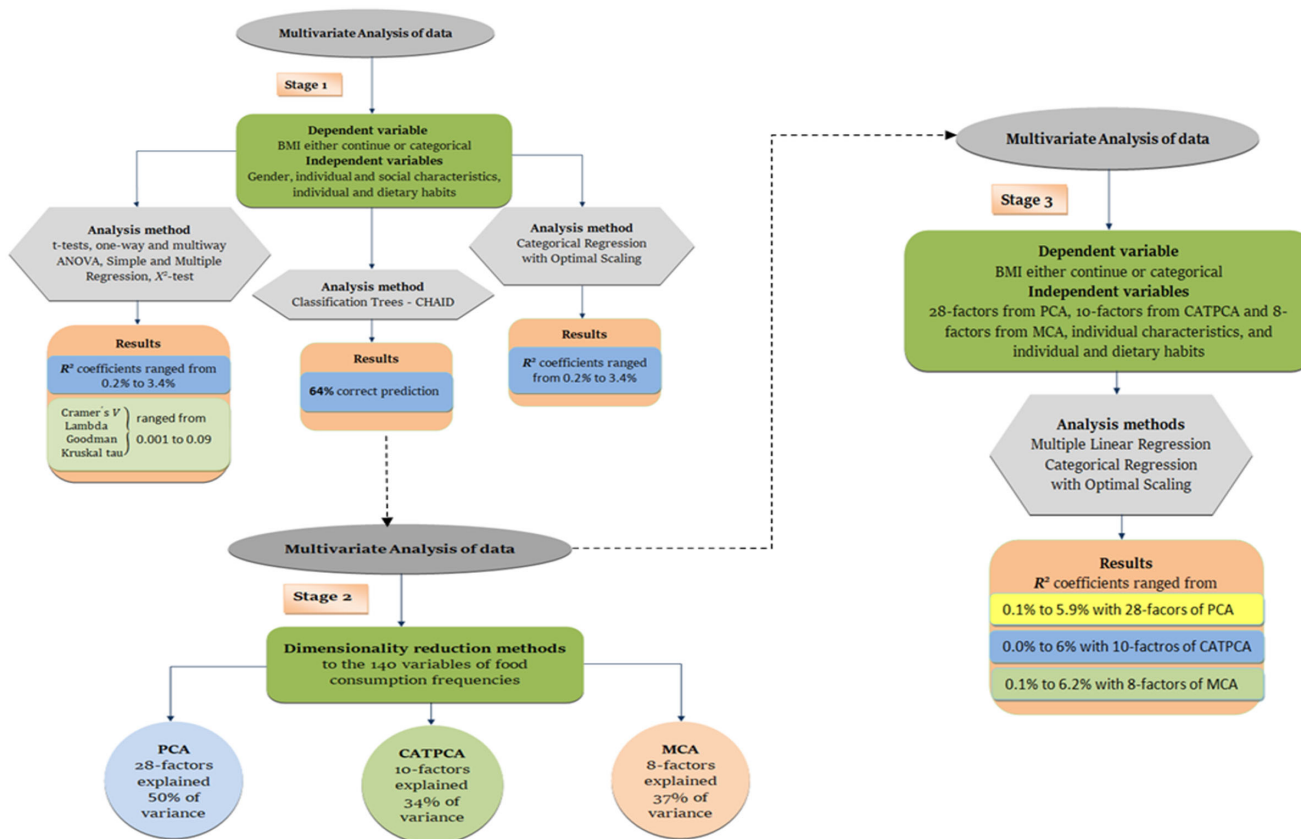 Multivariate Analysis of data
Stage 1
Dependent variable
BMI either continue or categorical
Independent variables
Gender, individual and social characteristics,
individual and dietary habits
Analysis method
t-tests, one-way and multiway
ANOVA, Simple and Multiple
Regression, X²-test
Results
R² coefficients ranged from
0.2% to 3.4%
Cramer's V
Lambda
Goodman
Kruskal tau
ranged from
0.001 to 0.09
Analysis method
Classification Trees - CHAID
Results
64% correct prediction
Analysis method
Categorical Regression
with Optimal Scaling
Results
R² coefficients ranged
from 0.2% to 3.4%
Multivariate Analysis of data
Stage 2
Dimensionality reduction methods
to the 140 variables of food
consumption frequencies
PCA
28-factors
explained
50% of
variance
CATPCA
10-factors
explained
34% of
variance
MCA
8-factors
explained
37% of
variance
Multivariate Analysis of data
Stage 3
Dependent variable
BMI either continue or categorical
Independent variables
28-factors from PCA, 10-factors from CATPCA and 8-
factors from MCA, individual characteristics, and
individual and dietary habits
Analysis methods
Multiple Linear Regression
Categorical Regression
with Optimal Scaling
Results
R² coefficients ranged from
0.1% to 5.9% with 28-facors of PCA
0.0% to 6% with 10-factros of CATPCA
0.1% to 6.2% with 8-factors of MCA